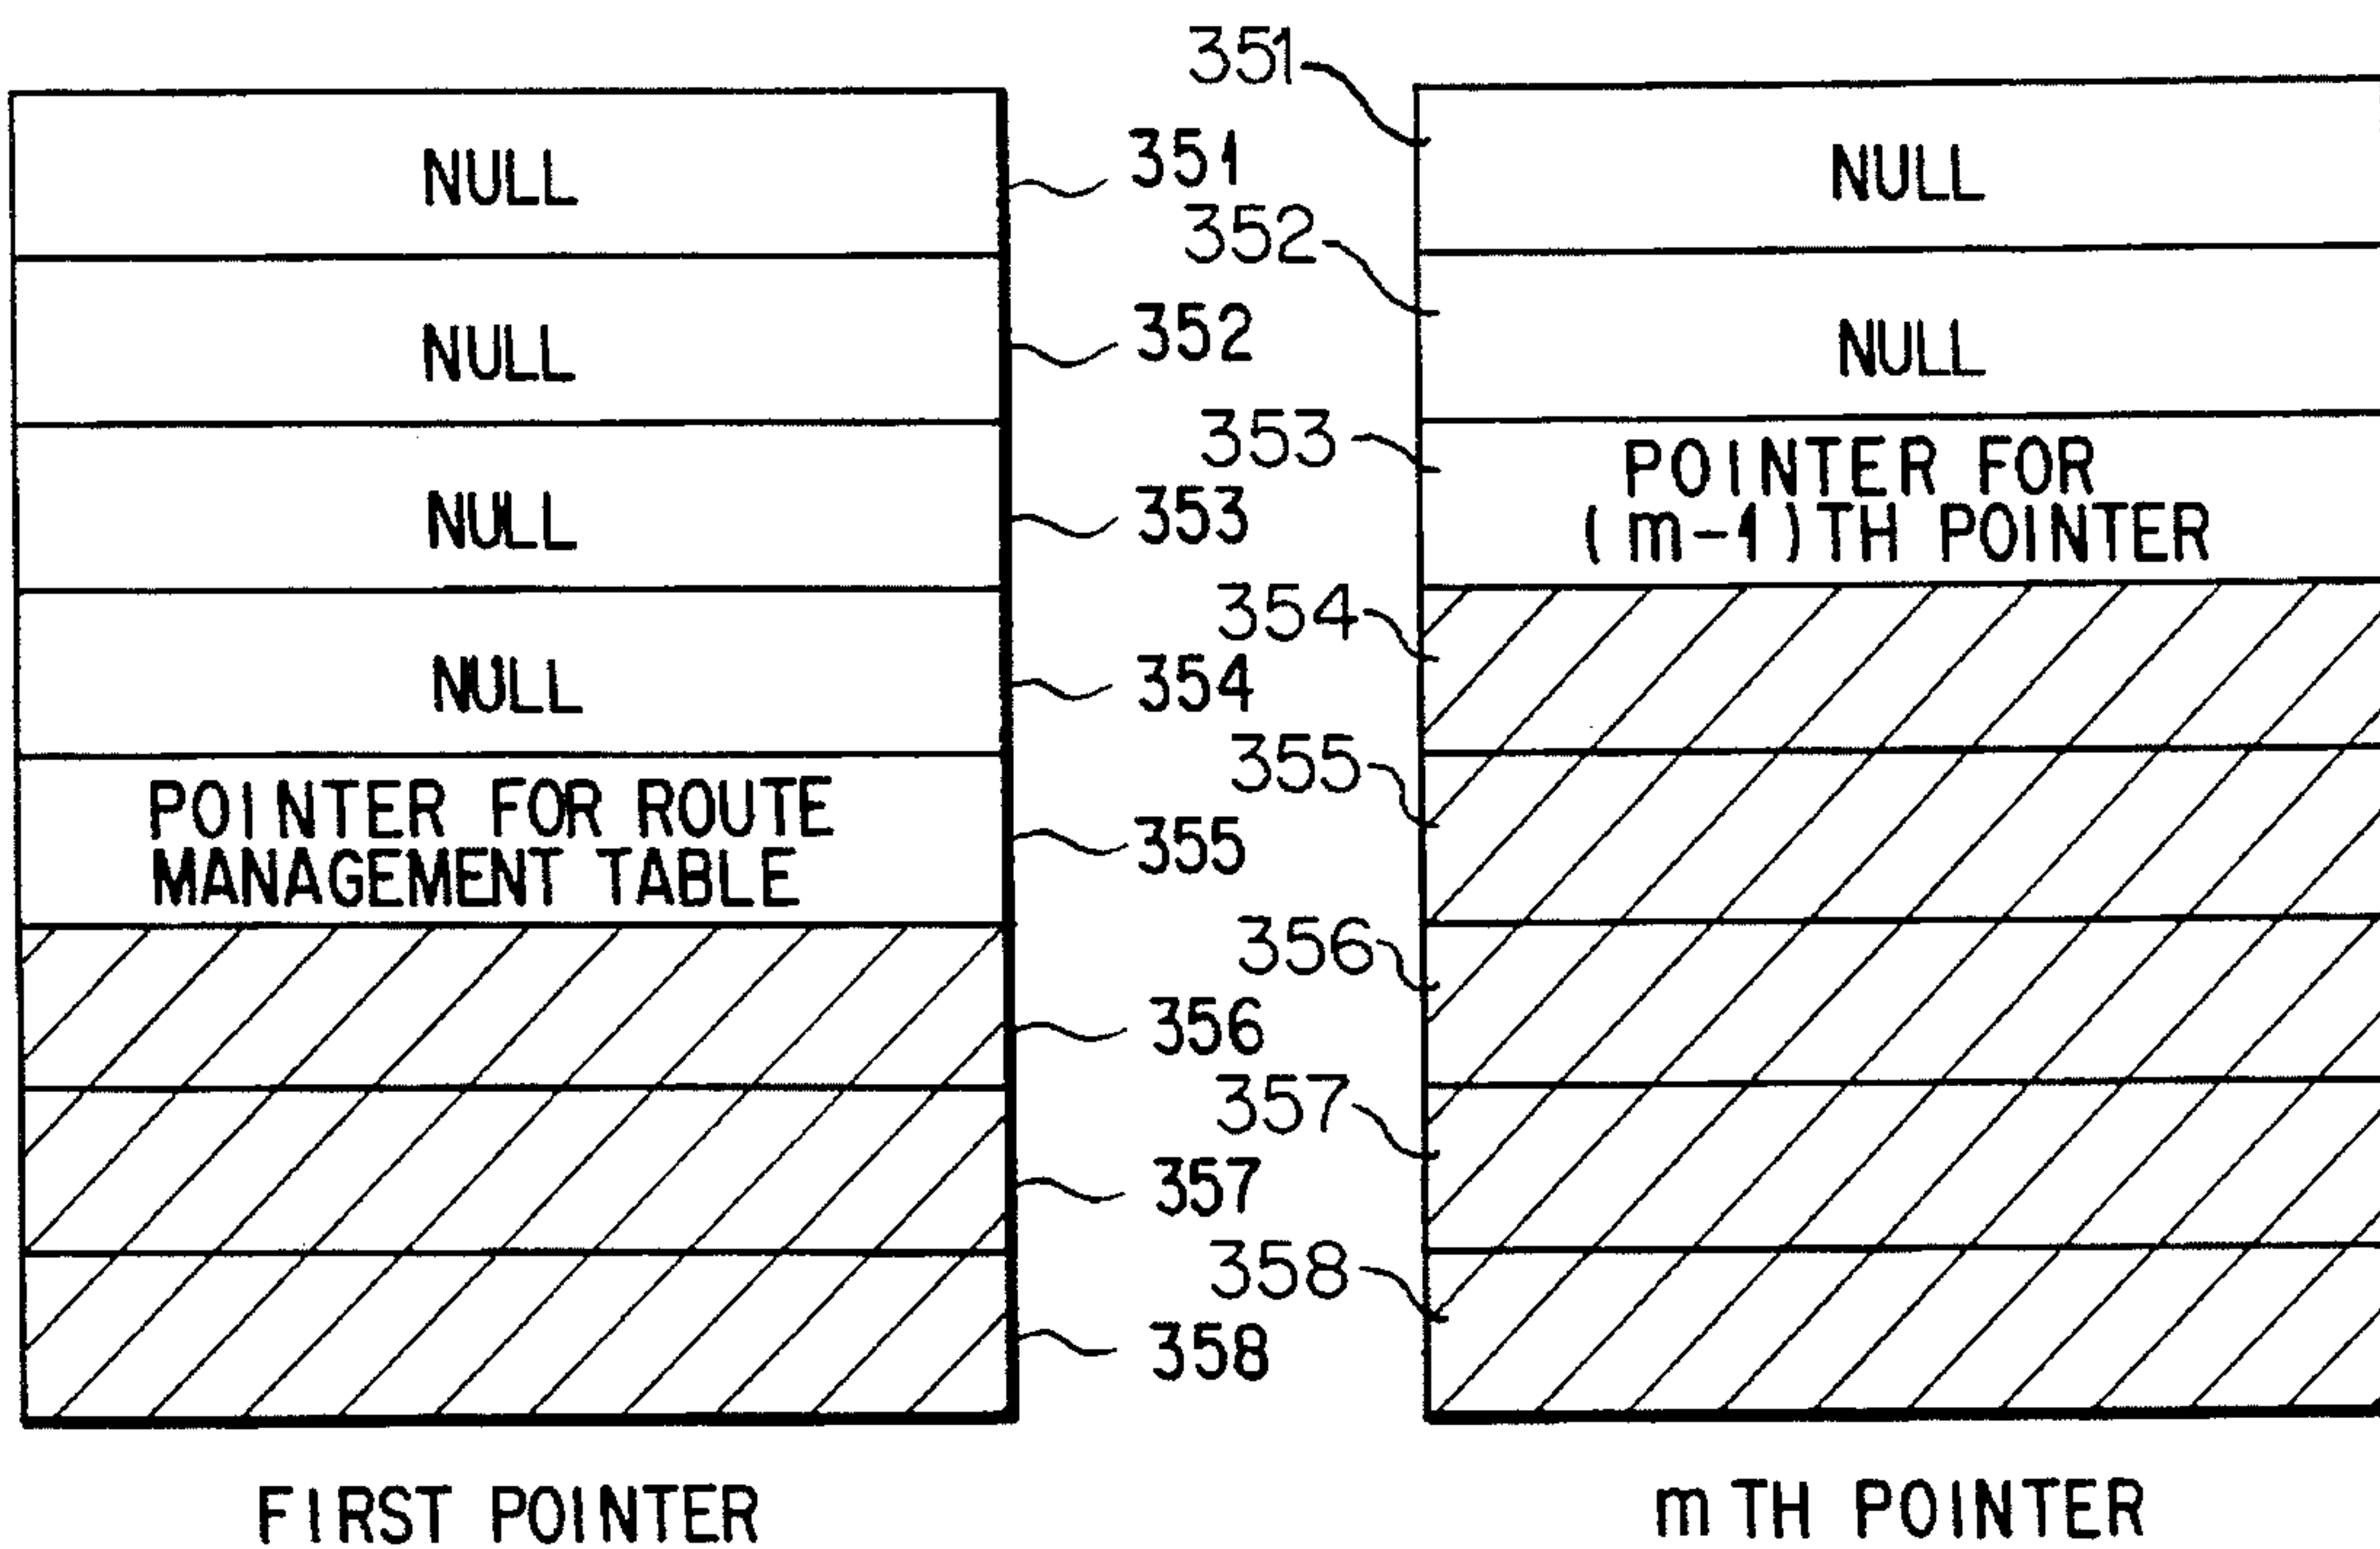 NULL
351
NULL
352
NULL
353
NULL
354
POINTER FOR ROUTE
MANAGEMENT TABLE
355
356
357
358
FIRST POINTER
351
NULL
352
NULL
353
POINTER FOR
(m-1)TH POINTER
354
355
356
357
358
mTH POINTER